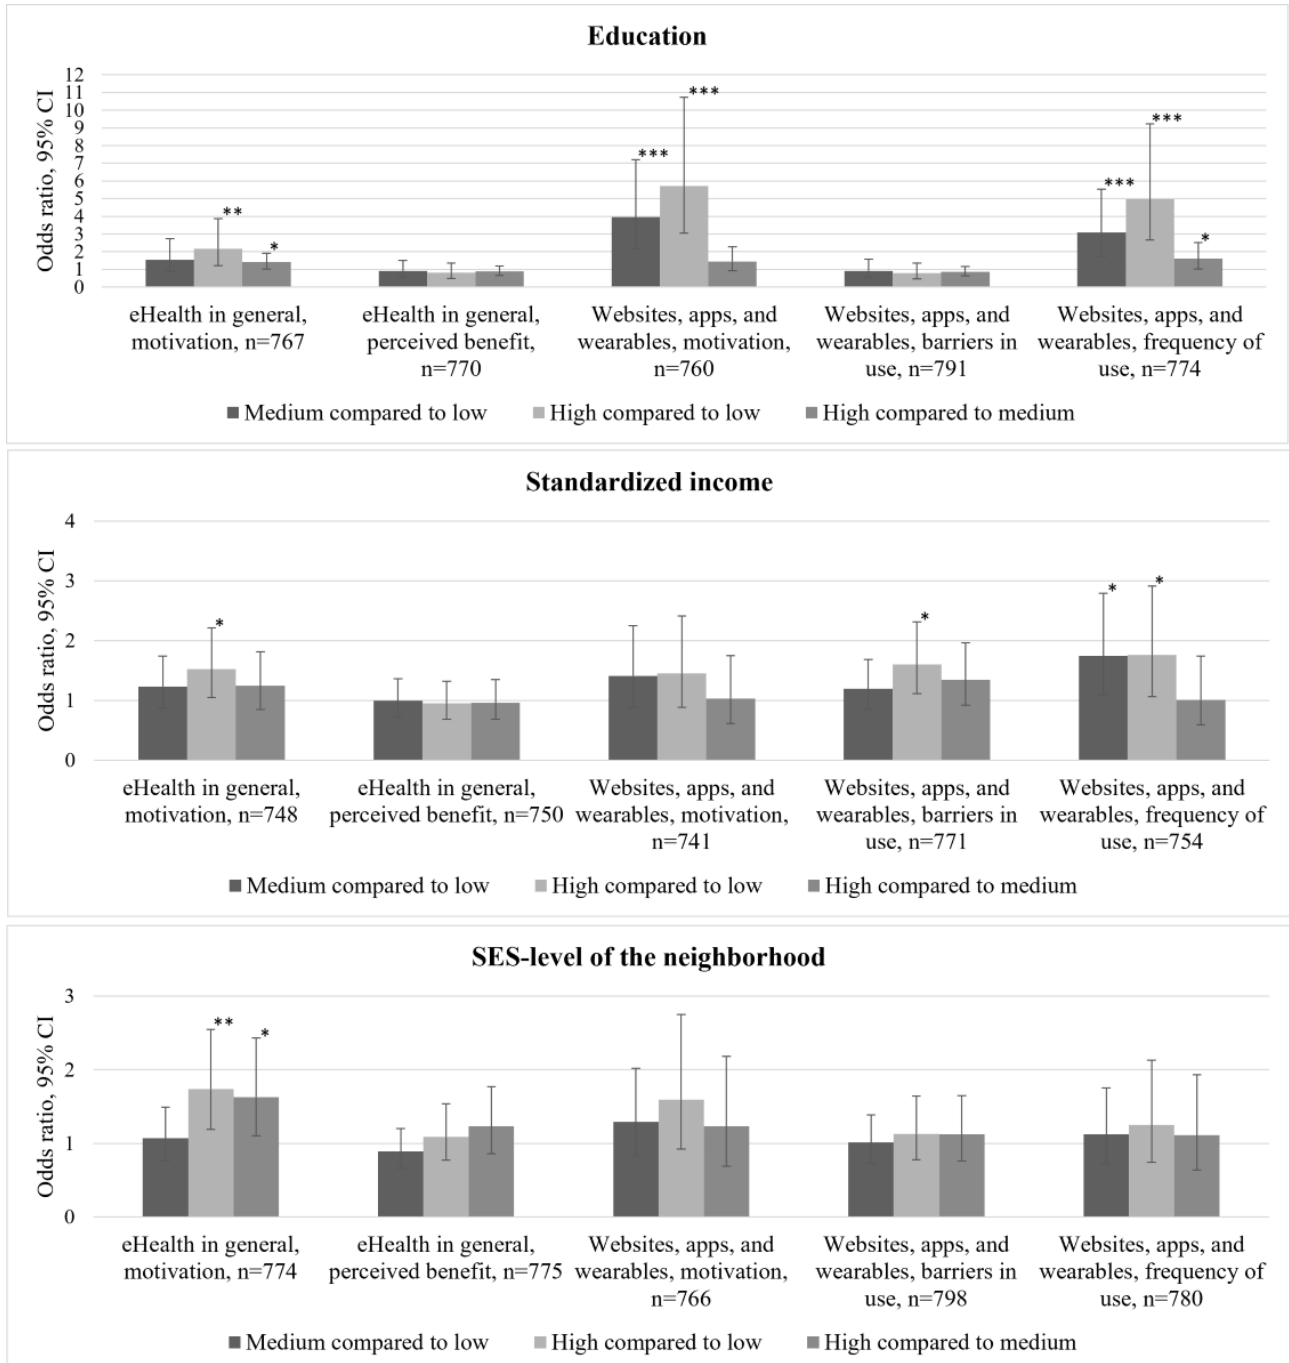 Education
Odds ratio, 95% CI
12
11
10
9
8
7
6
5
4
3
2
1
0
**
*
***
***
***
***
*
eHealth in general,
motivation, n=767
eHealth in general,
perceived benefit,
n=770
Websites, apps, and
wearables, motivation,
n=760
Websites, apps, and
wearables, barriers in
use, n=791
Websites, apps, and
wearables, frequency of
use, n=774
Medium compared to low
High compared to low
High compared to medium
Standardized income
Odds ratio, 95% CI
4
3
2
1
0
*
*
*
*
eHealth in general,
motivation, n=748
eHealth in general,
perceived benefit, n=750
Websites, apps, and
wearables, motivation,
n=741
Websites, apps, and
wearables, barriers in
use, n=771
Websites, apps, and
wearables, frequency of
use, n=754
Medium compared to low
High compared to low
High compared to medium
SES-level of the neighborhood
Odds ratio, 95% CI
3
2
1
0
**
*
eHealth in general,
motivation, n=774
eHealth in general,
perceived benefit, n=775
Websites, apps, and
wearables, motivation,
n=766
Websites, apps, and
wearables, barriers in
use, n=798
Websites, apps, and
wearables, frequency of
use, n=780
Medium compared to low
High compared to low
High compared to medium